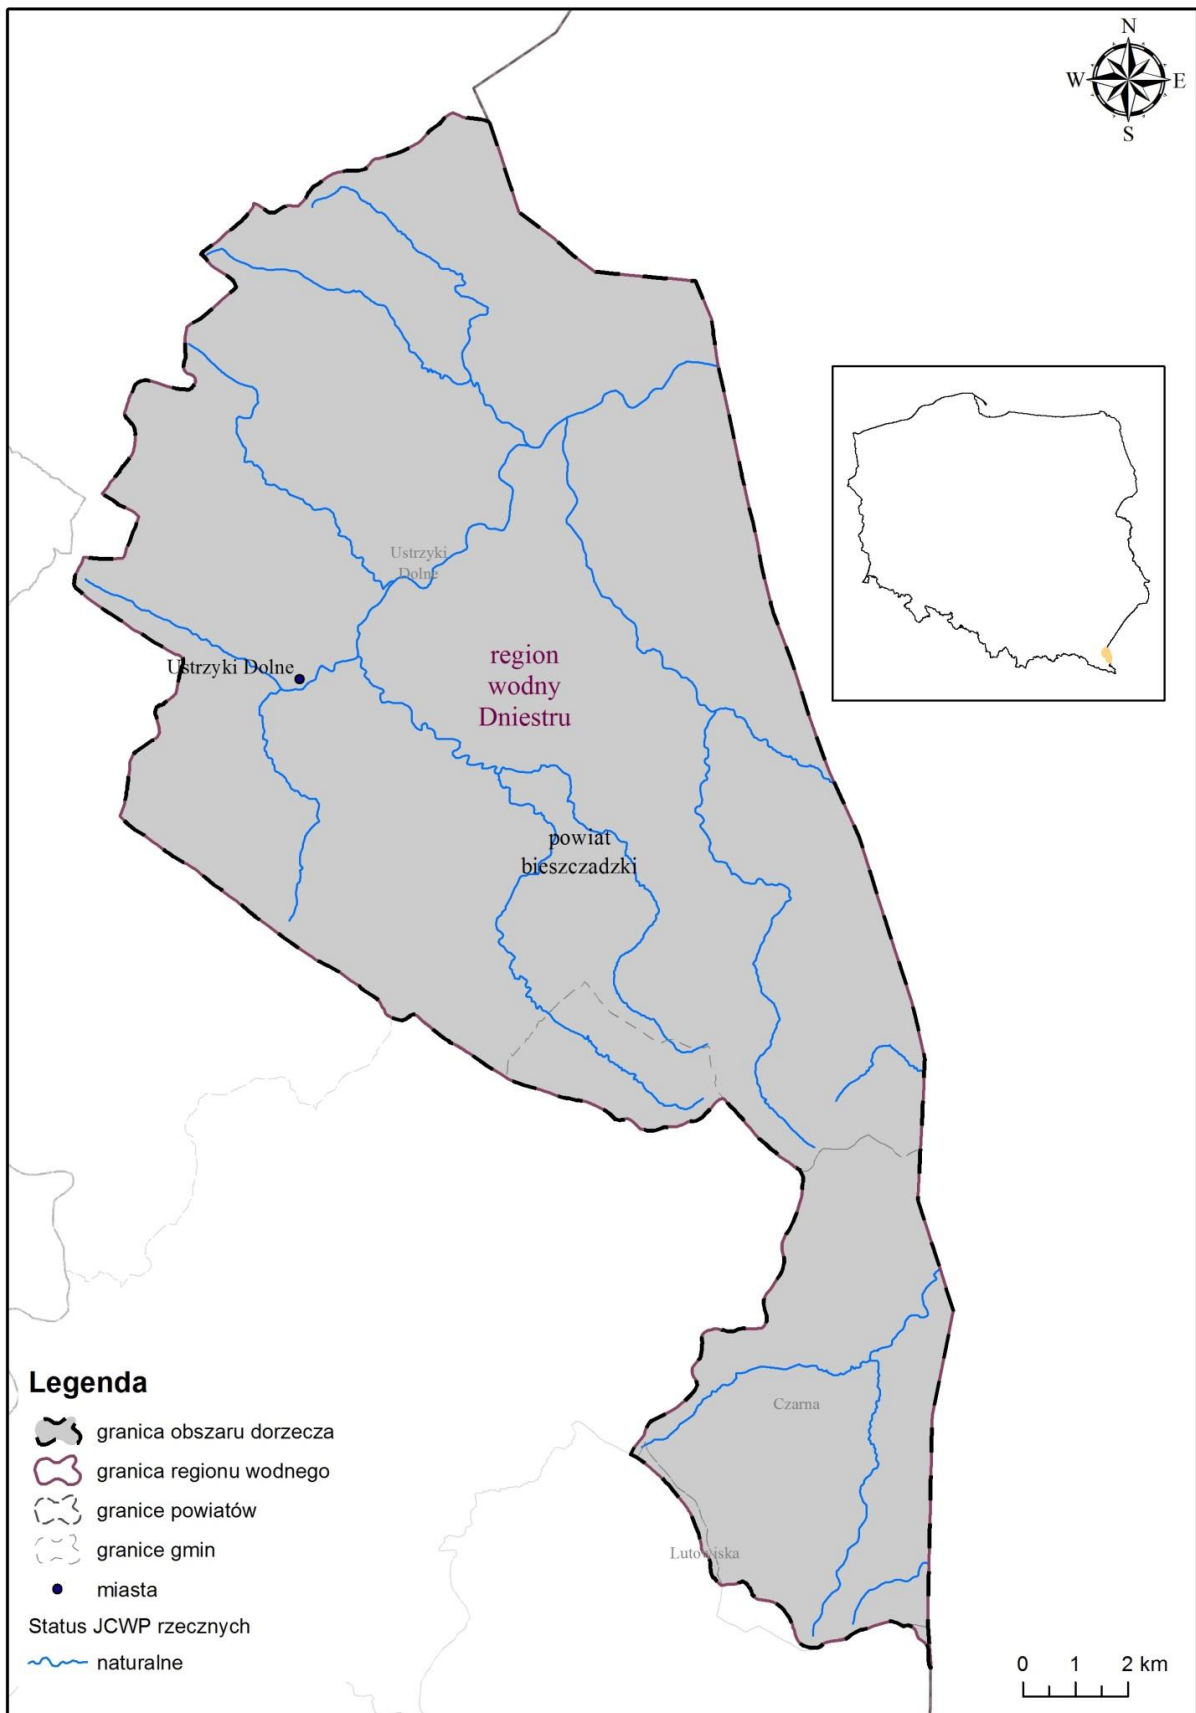 N
W E
S
Ustrzyki
Dolne
Ustrzyki Dolne
region
wodny
Dniestru
powiat
bieszczadzki
Czarna
Lutowiska
Legenda
granica obszaru dorzecza
granica regionu wodnego
granice powiatów
granice gmin
miasta
Status JCWP rzecznych
naturalne
0 1 2 km